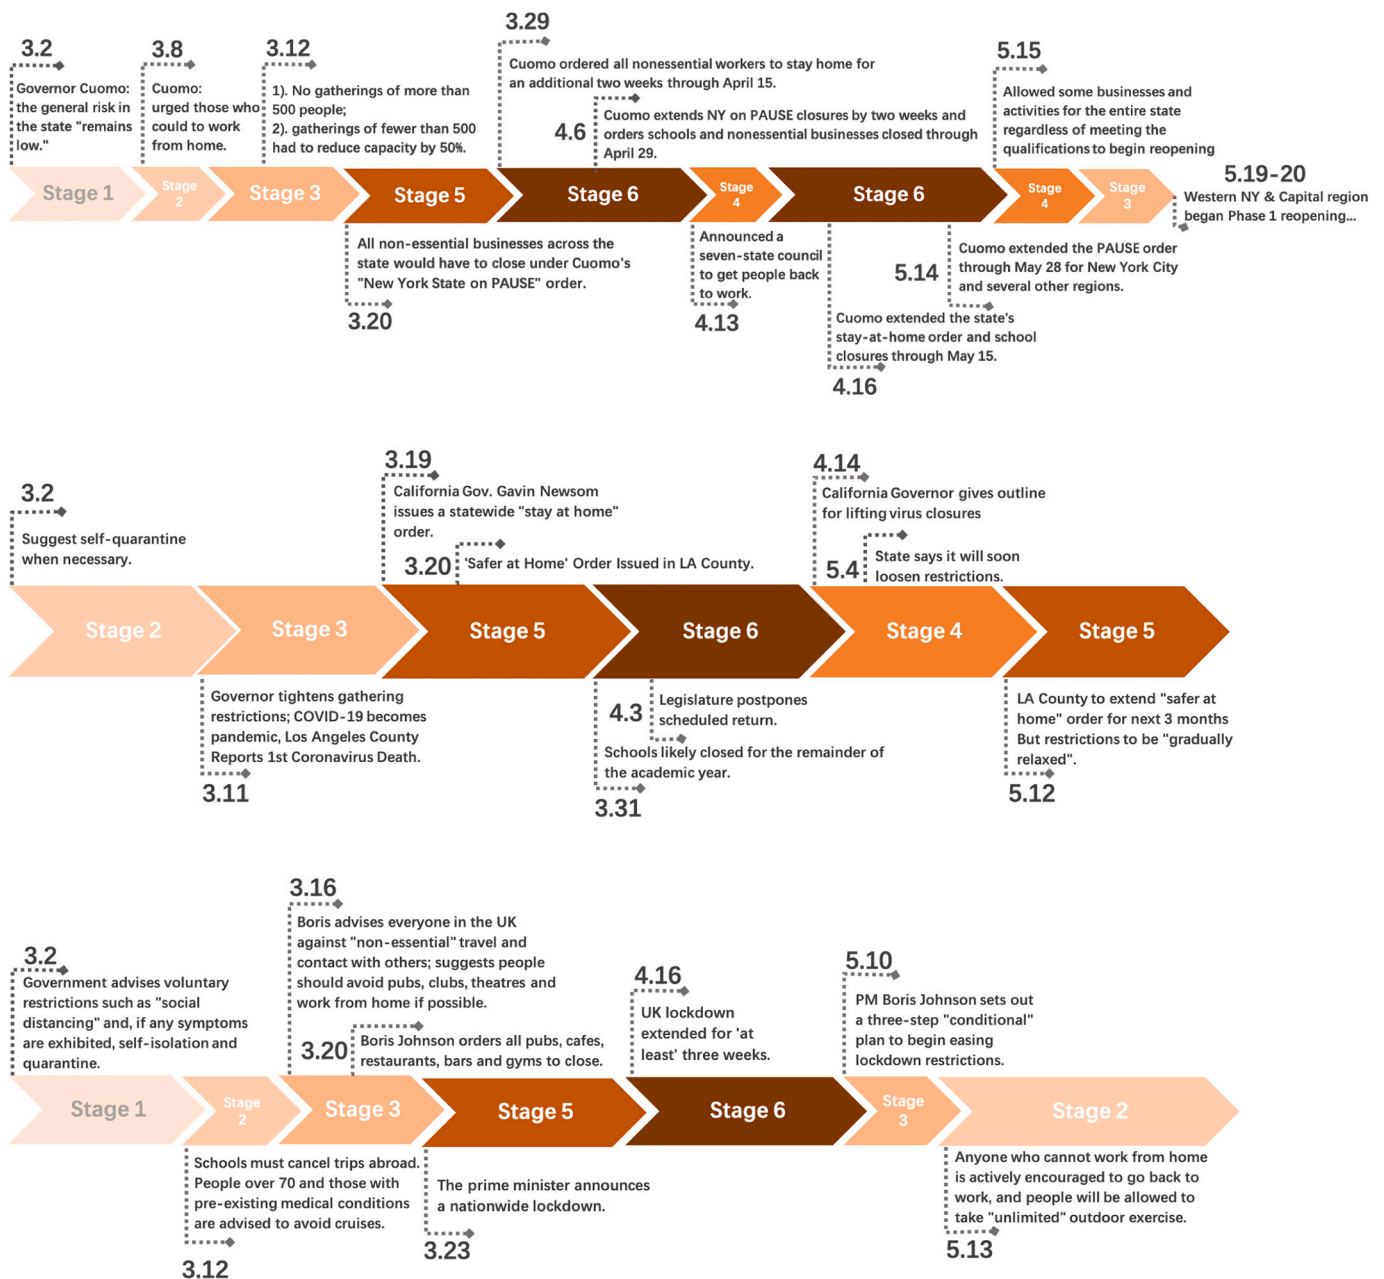 3.2
Governor Cuomo:
the general risk in
the state "remains
low."
3.8
Cuomo:
urged those who
could to work
from home.
3.12
1). No gatherings of more than
500 people;
2). gatherings of fewer than 500
had to reduce capacity by 50%.
3.29
Cuomo ordered all nonessential workers to stay home for
an additional two weeks through April 15.
4.6
Cuomo extends NY on PAUSE closures by two weeks and
orders schools and nonessential businesses closed through
April 29.
5.15
Allowed some businesses and
activities for the entire state
regardless of meeting the
qualifications to begin reopening
5.19-20
Western NY & Capital region
began Phase 1 reopening...
Stage 1
Stage
2
Stage 3
Stage 5
Stage 6
Stage
4
Stage 6
Stage
4
Stage
3
All non-essential businesses across the
state would have to close under Cuomo's
"New York State on PAUSE" order.
3.20
Announced a
seven-state council
to get people back
to work.
4.13
5.14
Cuomo extended the PAUSE order
through May 28 for New York City
and several other regions.
Cuomo extended the state's
stay-at-home order and school
closures through May 15.
4.16
3.2
Suggest self-quarantine
when necessary.
3.19
California Gov. Gavin Newsom
issues a statewide "stay at home"
order.
3.20
'Safer at Home' Order Issued in LA County.
4.14
California Governor gives outline
for lifting virus closures
5.4
State says it will soon
loosen restrictions.
Stage 2
Stage 3
Stage 5
Stage 6
Stage 4
Stage 5
Governor tightens gathering
restrictions; COVID-19 becomes
pandemic, Los Angeles County
Reports 1st Coronavirus Death.
3.11
4.3
Legislature postpones
scheduled return.
Schools likely closed for the remainder of
the academic year.
3.31
LA County to extend "safer at
home" order for next 3 months
But restrictions to be "gradually
relaxed".
5.12
3.2
Government advises voluntary
restrictions such as "social
distancing" and, if any symptoms
are exhibited, self-isolation and
quarantine.
3.16
Boris advises everyone in the UK
against "non-essential" travel and
contact with others; suggests people
should avoid pubs, clubs, theatres and
work from home if possible.
3.20
Boris Johnson orders all pubs, cafes,
restaurants, bars and gyms to close.
4.16
UK lockdown
extended for 'at
least' three weeks.
5.10
PM Boris Johnson sets out
a three-step "conditional"
plan to begin easing
lockdown restrictions.
Stage 1
Stage
2
Stage 3
Stage 5
Stage 6
Stage
3
Stage 2
Schools must cancel trips abroad.
People over 70 and those with
pre-existing medical conditions
are advised to avoid cruises.
3.12
The prime minister announces
a nationwide lockdown.
3.23
Anyone who cannot work from home
is actively encouraged to go back to
work, and people will be allowed to
take "unlimited" outdoor exercise.
5.13